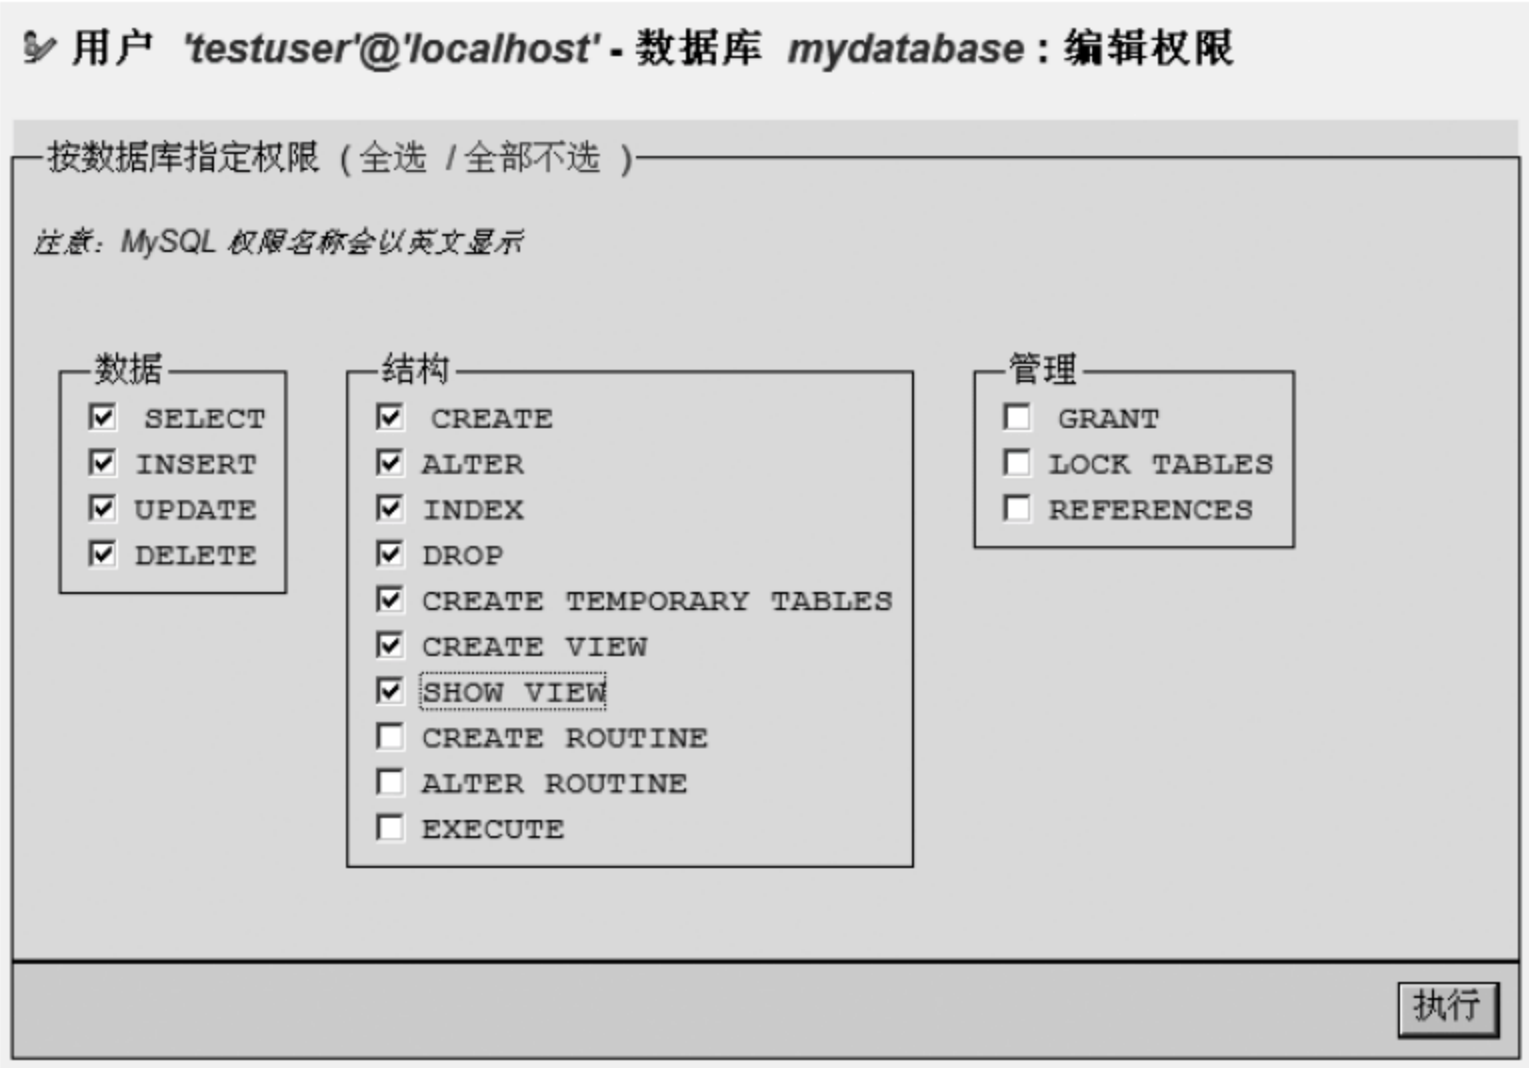 用户 'testuser'@'localhost' - 数据库 mydatabase : 编辑权限
按数据库指定权限 ( 全选 / 全部不选 )
注意: MySQL 权限名称会以英文显示
数据
SELECT
INSERT
UPDATE
DELETE
结构
CREATE
ALTER
INDEX
DROP
CREATE TEMPORARY TABLES
CREATE VIEW
SHOW VIEW
CREATE ROUTINE
ALTER ROUTINE
EXECUTE
管理
GRANT
LOCK TABLES
REFERENCES
执行